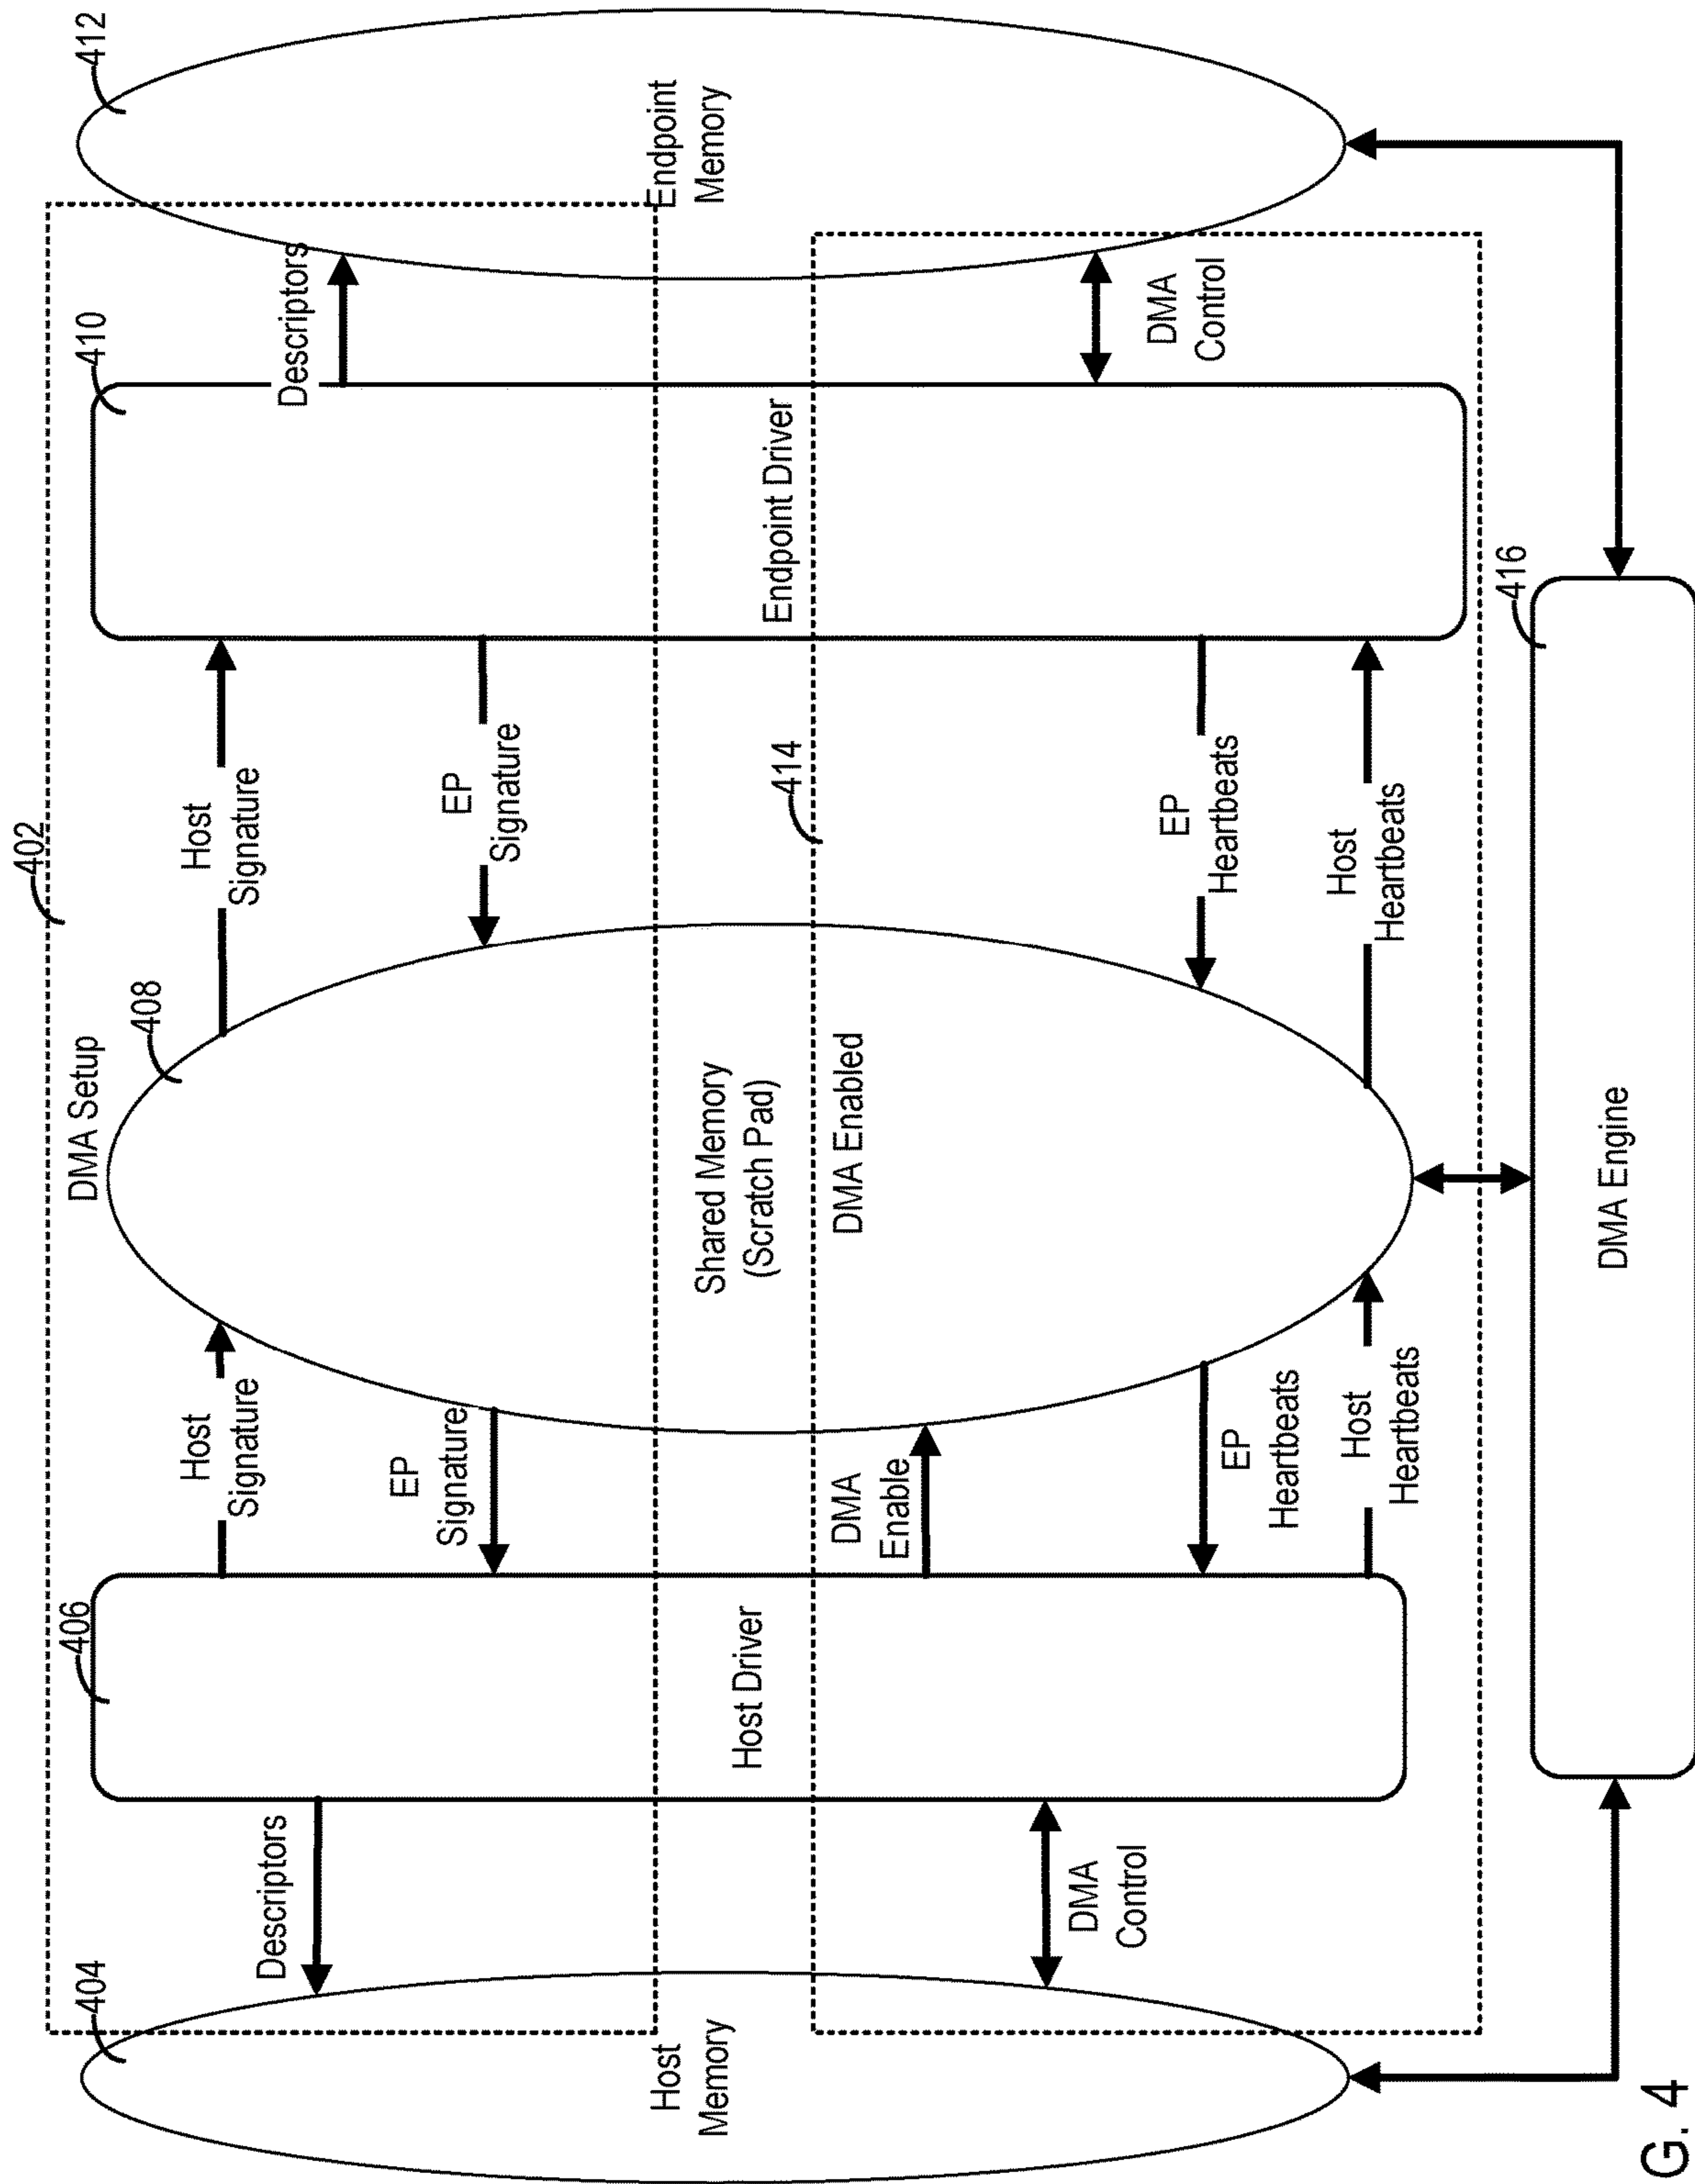 402
DMA Setup
404
406
408
410
412
Descriptors
Host
Signature
Host
Signature
Descriptors
EP
Signature
EP
Signature
Host
Memory
Host Driver
Shared Memory
(Scratch Pad)
Endpoint Driver
Endpoint
Memory
414
DMA Enabled
DMA
Enable
DMA
Control
DMA
Control
EP
Heartbeats
EP
Heartbeats
Host
Heartbeats
Host
Heartbeats
416
DMA Engine
G. 4